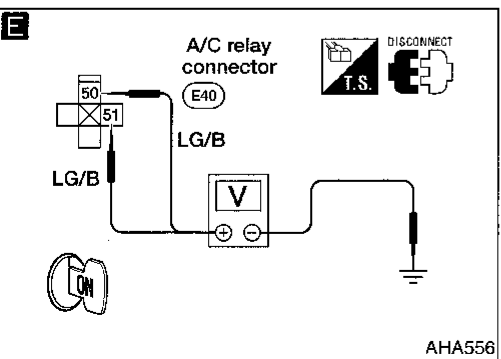 E
A/C relay
connector
E40
DISCONNECT
T.S.
50
51
LG/B
LG/B
V
+ −
ON
AHA556